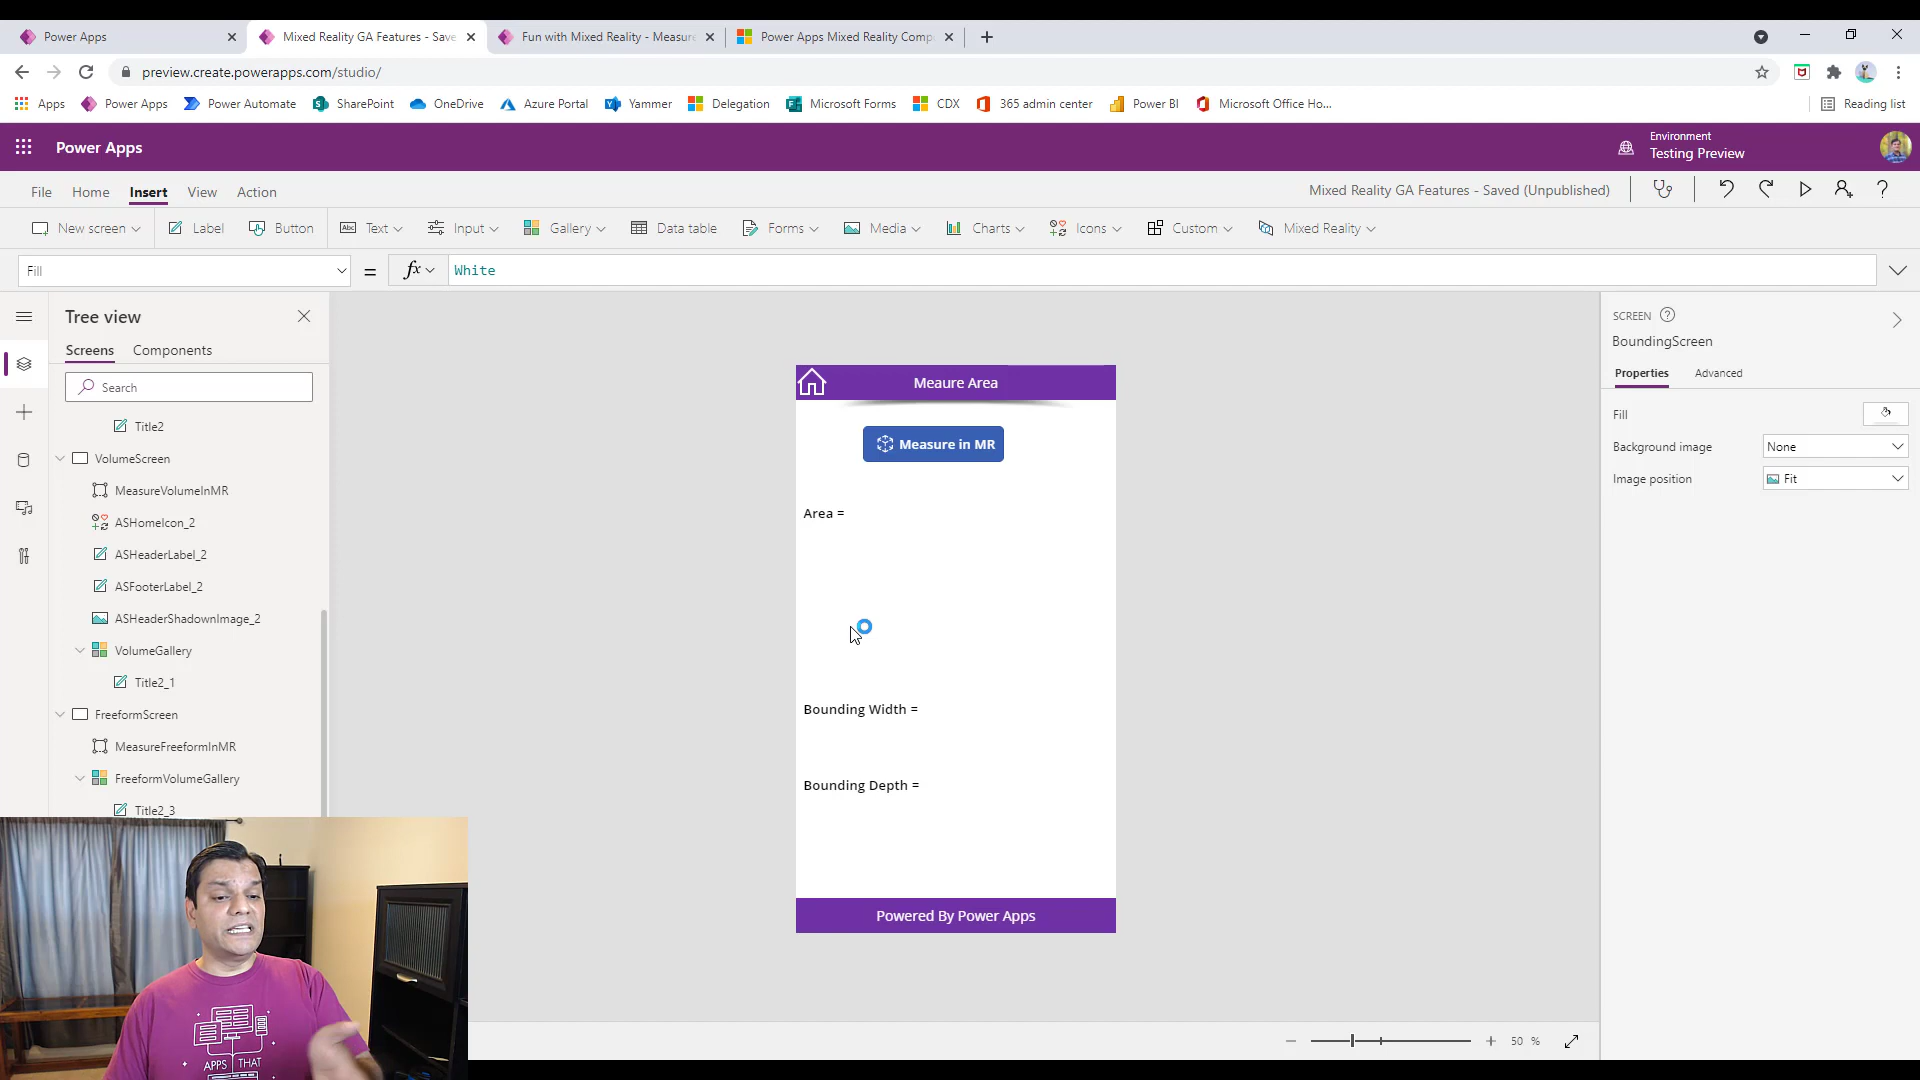 Power Apps
Mixed Reality GA Features - Save
Fun with Mixed Reality - Measure
Power Apps Mixed Reality Comp
preview.create.powerapps.com/studio/
Apps
Power Apps
Power Automate
SharePoint
OneDrive
Azure Portal
Yammer
Delegation
Microsoft Forms
CDX
365 admin center
Power BI
Microsoft Office Ho...
Reading list
Power Apps
Environment
Testing Preview
File
Home
Insert
View
Action
Mixed Reality GA Features - Saved (Unpublished)
New screen
Label
Button
Text
Input
Gallery
Data table
Forms
Media
Charts
Icons
Custom
Mixed Reality
Fill
=
fx
White
Tree view
Screens
Components
Search
Title2
VolumeScreen
MeasureVolumeInMR
ASHomeIcon_2
ASHeaderLabel_2
ASFooterLabel_2
ASHeaderShadownImage_2
VolumeGallery
Title2_1
FreeformScreen
MeasureFreeformInMR
FreeformVolumeGallery
Title2_3
Meaure Area
Measure in MR
Area =
Bounding Width =
Bounding Depth =
Powered By Power Apps
SCREEN
BoundingScreen
Properties
Advanced
Fill
Background image
None
Image position
Fit
50 %
APPS THAT